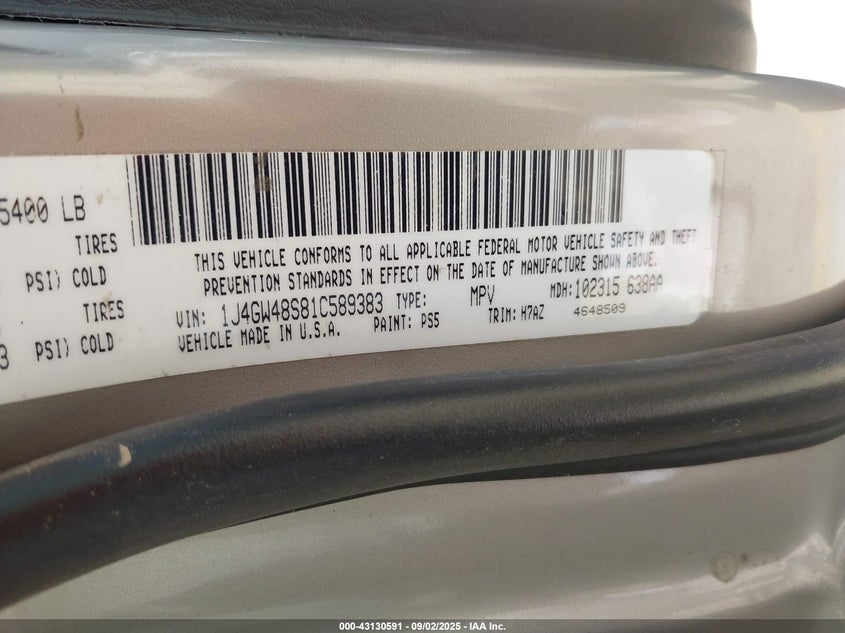 5400 LB
TIRES
PSI) COLD
TIRES
3 PSI) COLD
THIS VEHICLE CONFORMS TO ALL APPLICABLE FEDERAL MOTOR VEHICLE SAFETY AND THEFT
PREVENTION STANDARDS IN EFFECT ON THE DATE OF MANUFACTURE SHOWN ABOVE.
VIN: 1J4GW48S81C589383 TYPE: MPV MDH:102315 638AA
VEHICLE MADE IN U.S.A. PAINT: PS5 TRIM: H7AZ 4648509
000-43130591 - 09/02/2025 - IAA Inc.